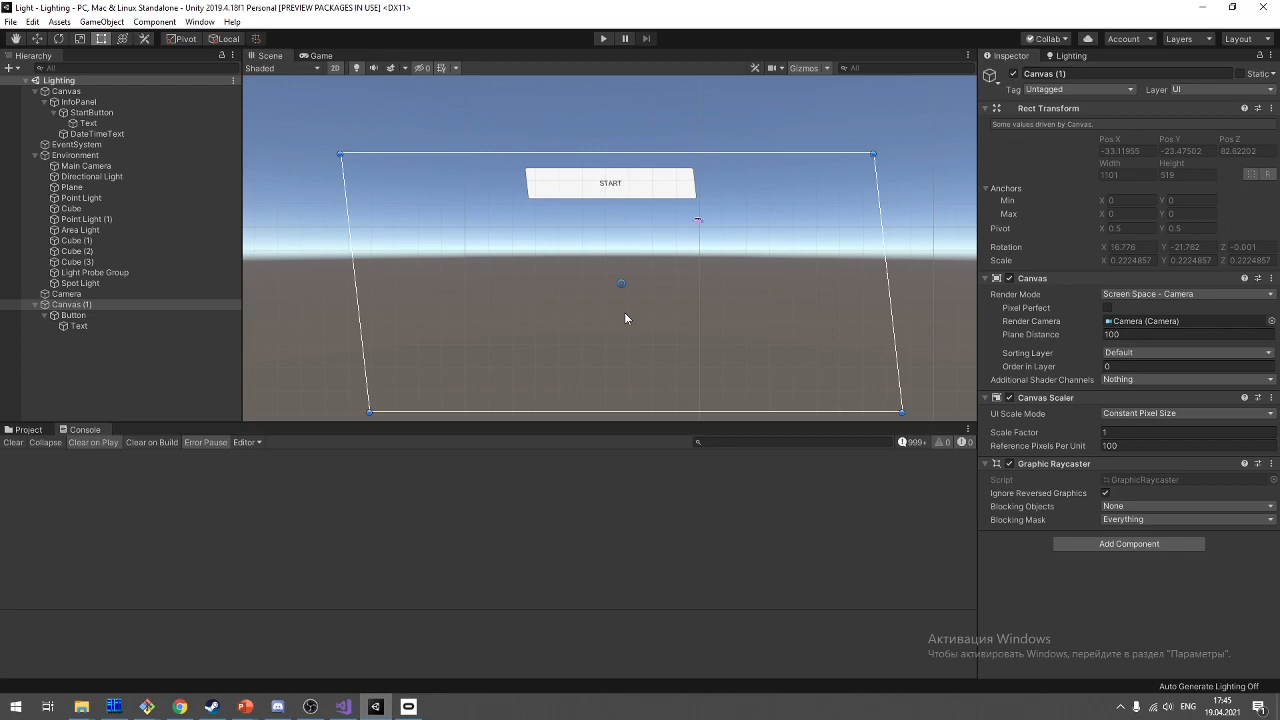 Light - Lighting - PC, Mac & Linux Standalone - Unity 2019.4.18f1 Personal [PREVIEW PACKAGES IN USE] <DX11>
File Edit Assets GameObject Component Window Help
Pivot Local Collab Account Layers Layout
Hierarchy Scene Game Inspector Lighting
All Shaded 2D 0 Gizmos All Canvas (1) Static
Tag Untagged Layer UI
Lighting
Canvas
InfoPanel
StartButton
Text
DateTimeText
EventSystem
Environment
Main Camera
Directional Light
Plane
Point Light
Cube
Point Light (1)
Area Light
Cube (1)
Cube (2)
Cube (3)
Light Probe Group
Spot Light
Camera
Canvas (1)
Button
Text
START
Rect Transform
Some values driven by Canvas.
Pos X Pos Y Pos Z
-33.11955 -23.47502 82.62202
Width Height
1101 519 R
Anchors
Min X 0 Y 0
Max X 0 Y 0
Pivot X 0.5 Y 0.5
Rotation X 16.776 Y -21.762 Z -0.001
Scale X 0.2224857 Y 0.2224857 Z 0.2224857
Canvas
Render Mode Screen Space - Camera
Pixel Perfect
Render Camera Camera (Camera)
Plane Distance 100
Sorting Layer Default
Order in Layer 0
Additional Shader Channels Nothing
Canvas Scaler
UI Scale Mode Constant Pixel Size
Scale Factor 1
Reference Pixels Per Unit 100
Graphic Raycaster
Script GraphicRaycaster
Ignore Reversed Graphics
Blocking Objects None
Blocking Mask Everything
Add Component
Project Console
Clear Collapse Clear on Play Clear on Build Error Pause Editor 999+ 0 0
Активация Windows
Чтобы активировать Windows, перейдите в раздел "Параметры".
Auto Generate Lighting Off
17:45
19.04.2021